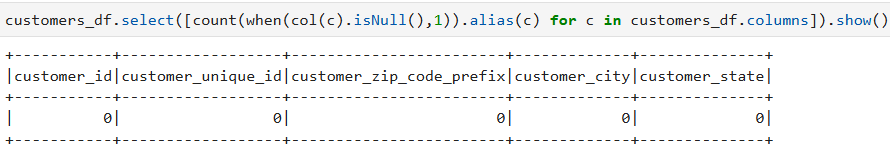 customers_df.select([count(when(col(c).isNull(),1)).alias(c) for c in customers_df.columns]).show()
+-----------+------------------+------------------------+-------------+--------------+
|customer_id|customer_unique_id|customer_zip_code_prefix|customer_city|customer_state|
+-----------+------------------+------------------------+-------------+--------------+
|          0|                 0|                       0|            0|             0|
+-----------+------------------+------------------------+-------------+--------------+